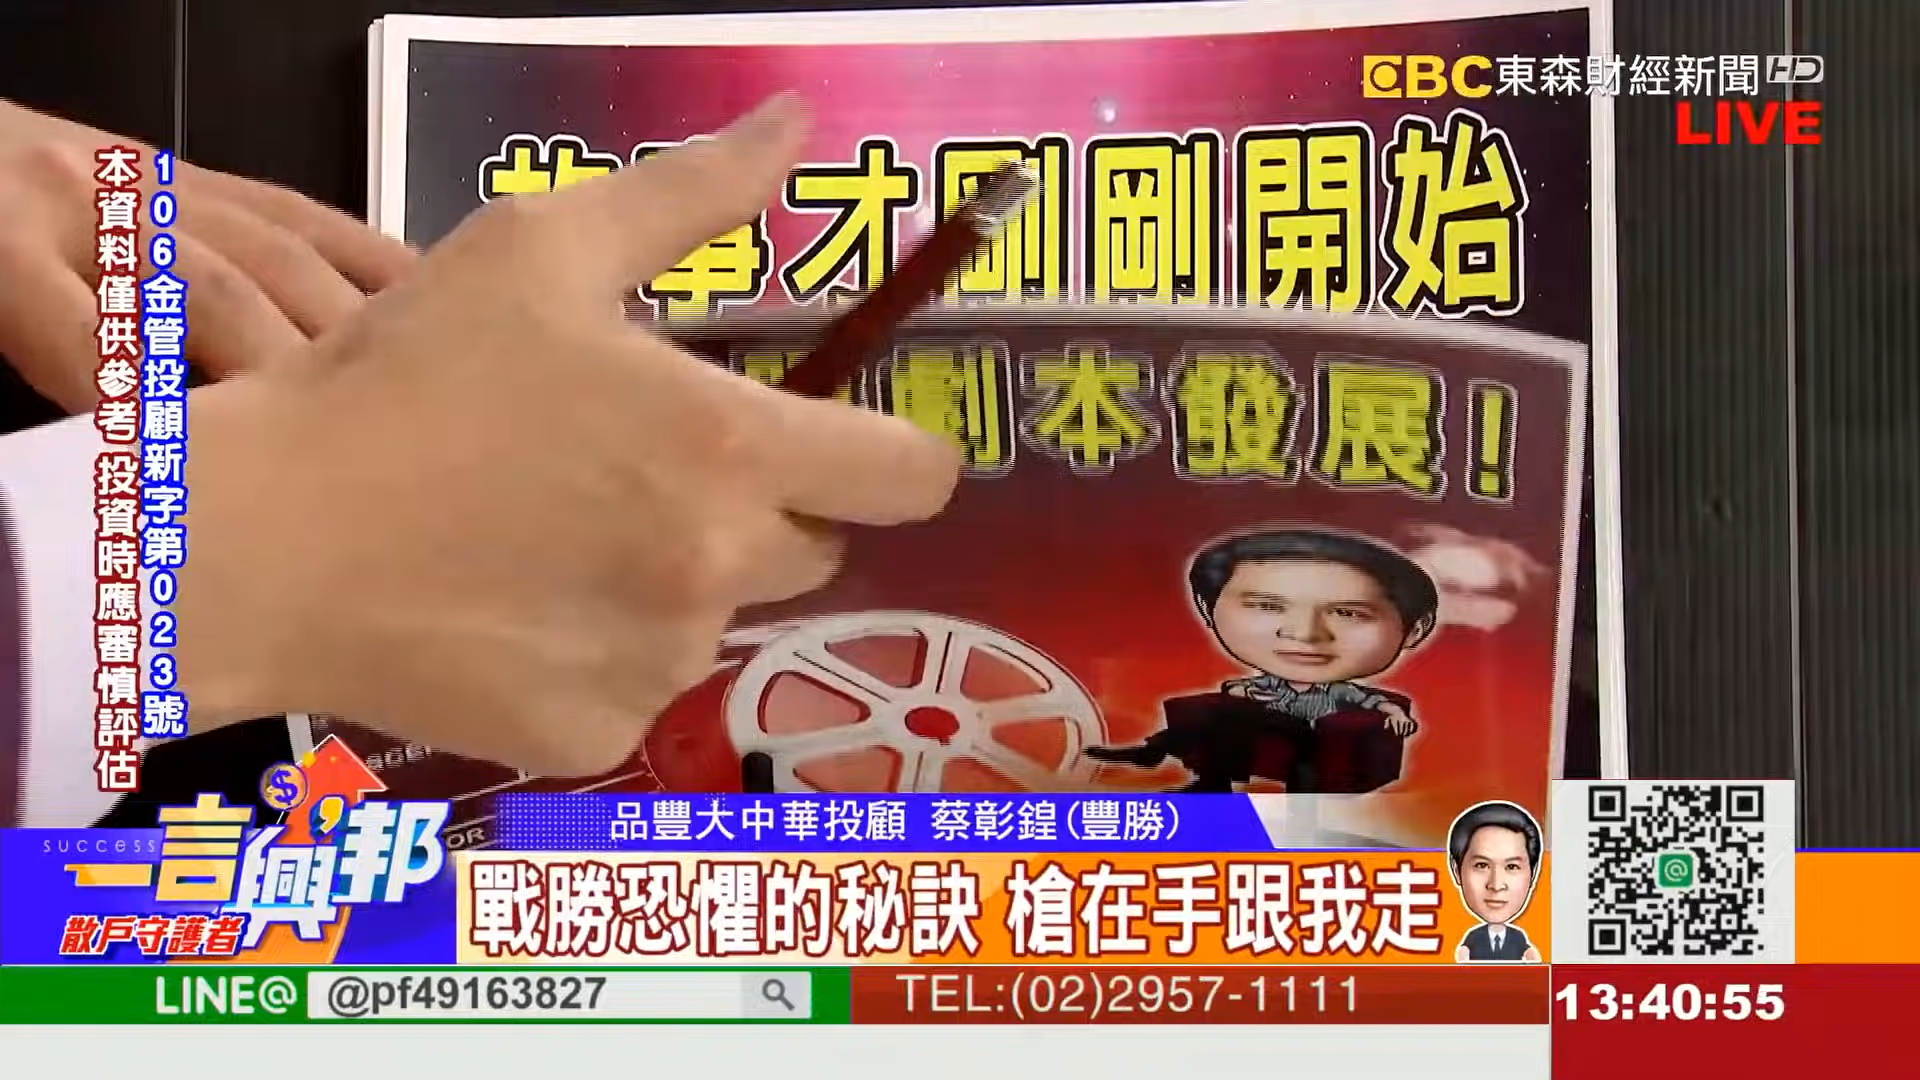 EBC東森財經新聞HD
LIVE
106金管投顧新字第023號
本資料僅供參考 投資時應審慎評估
事才剛剛開始
劇本發展!
success
一言興邦
散戶守護者
品豐大中華投顧 蔡彰鍠(豐勝)
戰勝恐懼的秘訣 槍在手跟我走
LINE@ @pf49163827
TEL:(02)2957-1111
13:40:55